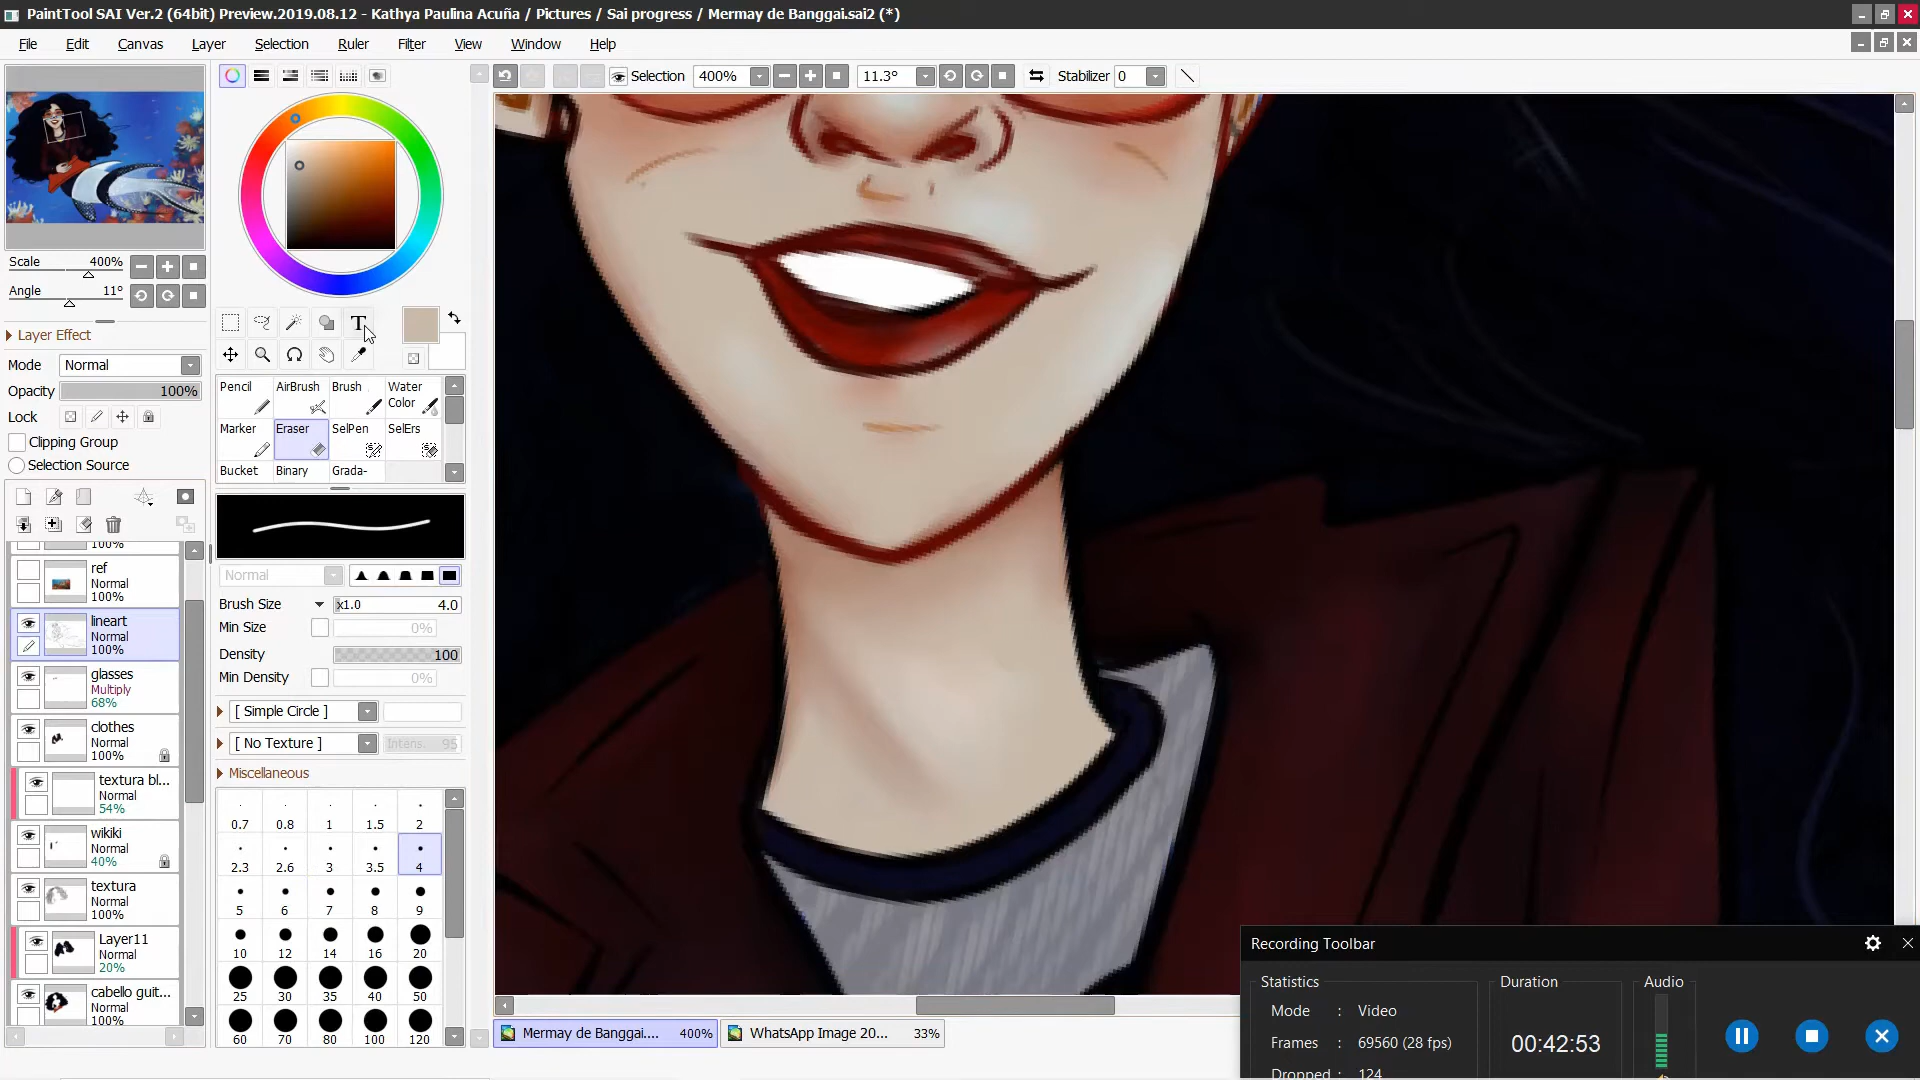 PaintTool SAI Ver.2 (64bit) Preview.2019.08.12 - Kathya Paulina Acuña / Pictures / Sai progress / Mermay de Banggai.sai2 (*)
File Edit Canvas Layer Selection Ruler Filter View Window Help
Selection 400% 11.3° Stabilizer 0
Scale 400%
Angle 11°
Layer Effect
Mode Normal
Opacity 100%
Lock
Clipping Group
Selection Source
100%
ref
Normal
100%
lineart
Normal
100%
glasses
Multiply
68%
clothes
Normal
100%
textura bl...
Normal
54%
wikiki
Normal
40%
textura
Normal
100%
Layer11
Normal
20%
cabello guit...
Normal
100%
T
Pencil AirBrush Brush Water Color
Marker Eraser SelPen SelErs
Bucket Binary Grada-
Normal
Brush Size x1.0 4.0
Min Size 0%
Density 100
Min Density 0%
[ Simple Circle ]
[ No Texture ] Intens. 95
Miscellaneous
0.7 0.8 1 1.5 2
2.3 2.6 3 3.5 4
5 6 7 8 9
10 12 14 16 20
25 30 35 40 50
60 70 80 100 120
Mermay de Banggai.... 400% WhatsApp Image 20... 33%
Recording Toolbar
Statistics Duration Audio
Mode : Video
Frames : 69560 (28 fps)
00:42:53
Dropped : 124